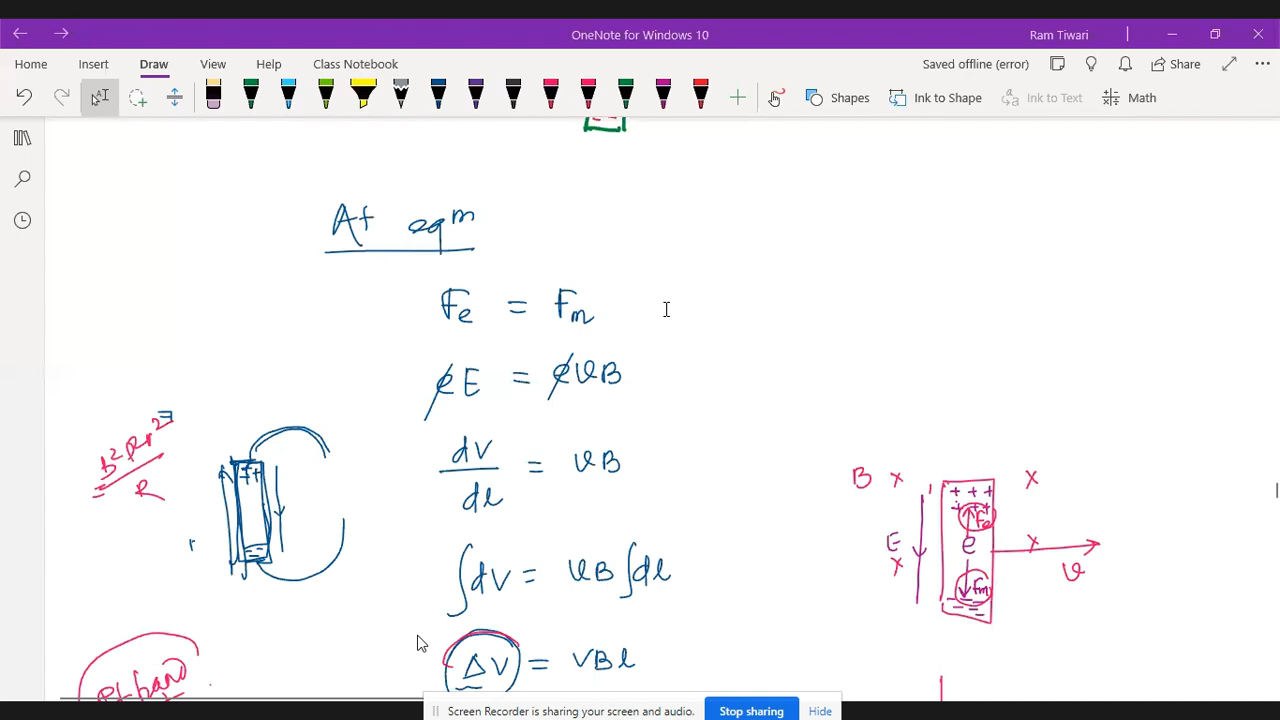 OneNote for Windows 10
Ram Tiwari
Home Insert Draw View Help Class Notebook
Saved offline (error)
Share
Shapes
Ink to Shape
Ink to Text
Math
At eqm
Fe = Fm
eE = evB
dV/dl = vB
∫dV = vB∫dl
ΔV = vBl
R
++
--
B x x
+ + +
+ ++
Fe
E
e
x
x
v
Fm
-- --
Screen Recorder is sharing your screen and audio.
Stop sharing
Hide